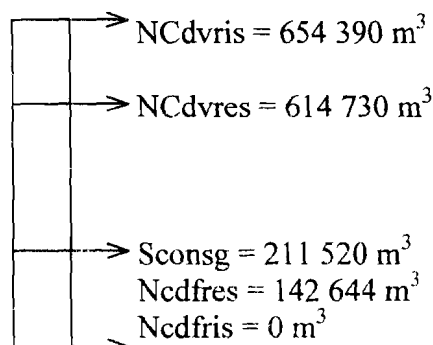 NCdvris = 654 390 m³
NCdvres = 614 730 m³
Sconsg = 211 520 m³
Ncdfres = 142 644 m³
Ncdfris = 0 m³